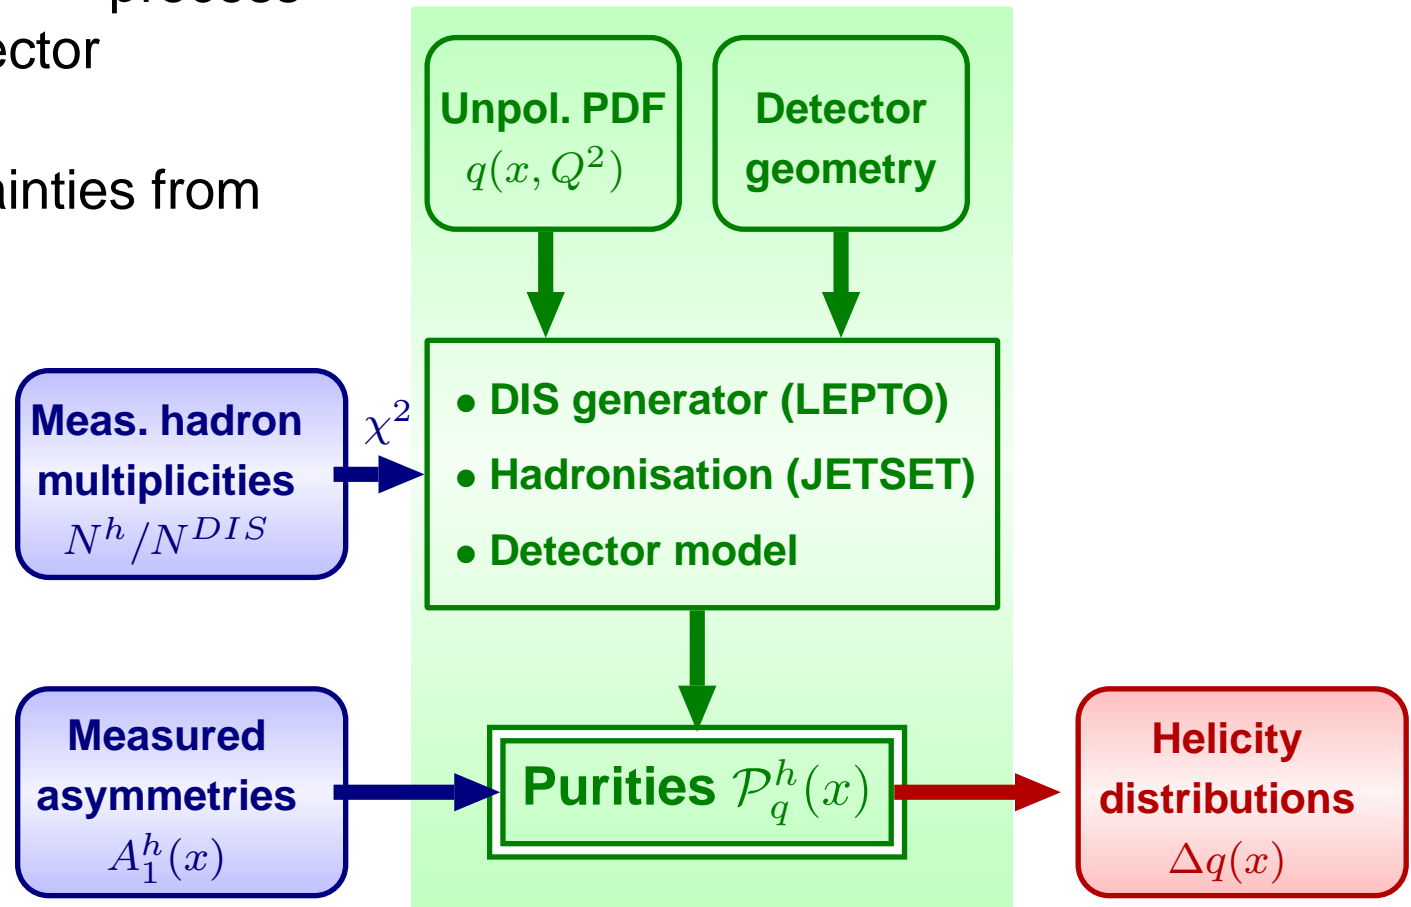 ector
ainties from
Unpol. PDF
q(x, Q²)
Detector
geometry
Meas. hadron
multiplicities
N^h/N^{DIS}
χ²
• DIS generator (LEPTO)
• Hadronisation (JETSET)
• Detector model
Measured
asymmetries
A_1^h(x)
Purities 𝒫_q^h(x)
Helicity
distributions
Δq(x)